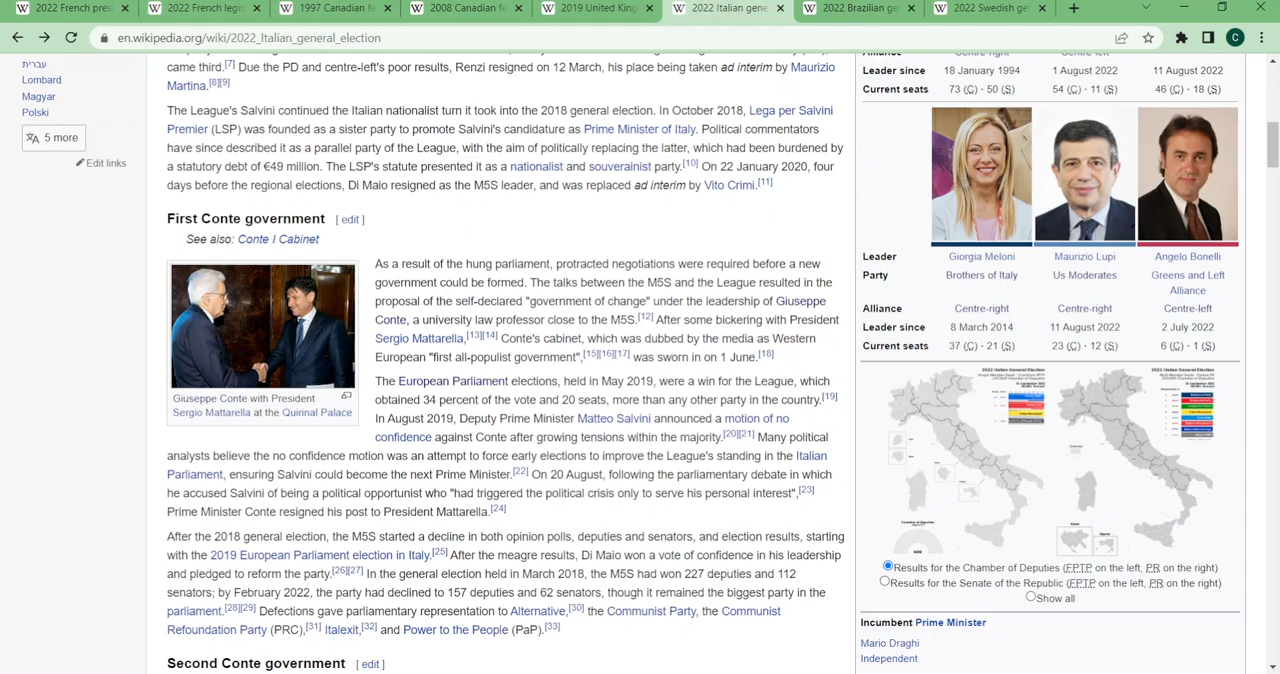 2022 French presi
2022 French legis
1997 Canadian fe
2008 Canadian fe
2019 United King
2022 Italian gene
2022 Brazilian ge
2022 Swedish ge
en.wikipedia.org/wiki/2022_Italian_general_election
C
עברית
Lombard
Magyar
Polski
5 more
Edit links
came third.[7] Due the PD and centre-left's poor results, Renzi resigned on 12 March, his place being taken ad interim by Maurizio
Martina.[8][9]
The League's Salvini continued the Italian nationalist turn it took into the 2018 general election. In October 2018, Lega per Salvini
Premier (LSP) was founded as a sister party to promote Salvini's candidature as Prime Minister of Italy. Political commentators
have since described it as a parallel party of the League, with the aim of politically replacing the latter, which had been burdened by
a statutory debt of €49 million. The LSP's statute presented it as a nationalist and souverainist party.[10] On 22 January 2020, four
days before the regional elections, Di Maio resigned as the M5S leader, and was replaced ad interim by Vito Crimi.[11]
First Conte government [ edit ]
See also: Conte I Cabinet
Giuseppe Conte with President
Sergio Mattarella at the Quirinal Palace
As a result of the hung parliament, protracted negotiations were required before a new
government could be formed. The talks between the M5S and the League resulted in the
proposal of the self-declared "government of change" under the leadership of Giuseppe
Conte, a university law professor close to the M5S.[12] After some bickering with President
Sergio Mattarella,[13][14] Conte's cabinet, which was dubbed by the media as Western
European "first all-populist government",[15][16][17] was sworn in on 1 June.[18]
The European Parliament elections, held in May 2019, were a win for the League, which
obtained 34 percent of the vote and 20 seats, more than any other party in the country.[19]
In August 2019, D me Minister Matteo Salvini announced a motion of no
confidence against Conte after growing tensions within the majority.[20][21] Many political
analysts believe the no confidence motion was an attempt to force early elections to improve the League's standing in the Italian
Parliament, ensuring Salvini could become the next Prime Minister.[22] On 20 August, following the parliamentary debate in which
he accused Salvini of being a political opportunist who "had triggered the political crisis only to serve his personal interest",[23]
Prime Minister Conte resigned his post to President Mattarella.[24]
After the 2018 general election, the M5S started a decline in both opinion polls, deputies and senators, and election results, starting
with the 2019 European Parliament election in Italy.[25] After the meagre results, Di Maio won a vote of confidence in his leadership
and pledged to reform the party.[26][27] In the general election held in March 2018, the M5S had won 227 deputies and 112
senators; by February 2022, the party had declined to 157 deputies and 62 senators, though it remained the biggest party in the
parliament.[28][29] Defections gave parliamentary representation to Alternative,[30] the Communist Party, the Communist
Refoundation Party (PRC),[31] Italexit,[32] and Power to the People (PaP).[33]
Second Conte government [ edit ]
Alliance Centre-right Centre-left
Leader since 18 January 1994 1 August 2022 11 August 2022
Current seats 73 (C) · 50 (S) 54 (C) · 11 (S) 46 (C) · 18 (S)
Leader Giorgia Meloni Maurizio Lupi Angelo Bonelli
Party Brothers of Italy Us Moderates Greens and Left
Alliance
Alliance Centre-right Centre-right Centre-left
Leader since 8 March 2014 11 August 2022 2 July 2022
Current seats 37 (C) · 21 (S) 23 (C) · 12 (S) 6 (C) · 1 (S)
2022 Italian General Election 2022 Italian General Election
Results for the Chamber of Deputies (FPTP on the left, PR on the right)
Results for the Senate of the Republic (FPTP on the left, PR on the right)
Show all
Incumbent Prime Minister
Mario Draghi
Independent